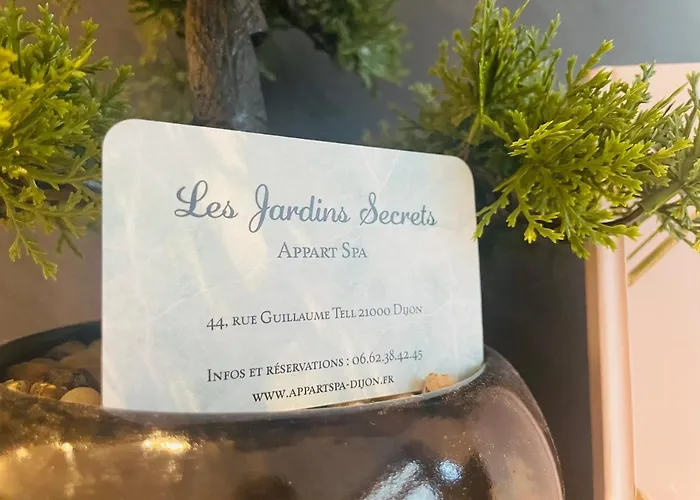 Les Jardins Secrets
Appart Spa
44, rue Guillaume Tell 21000 Dijon
Infos et réservations : 06.62.38.42.45
www.appartspa-dijon.fr